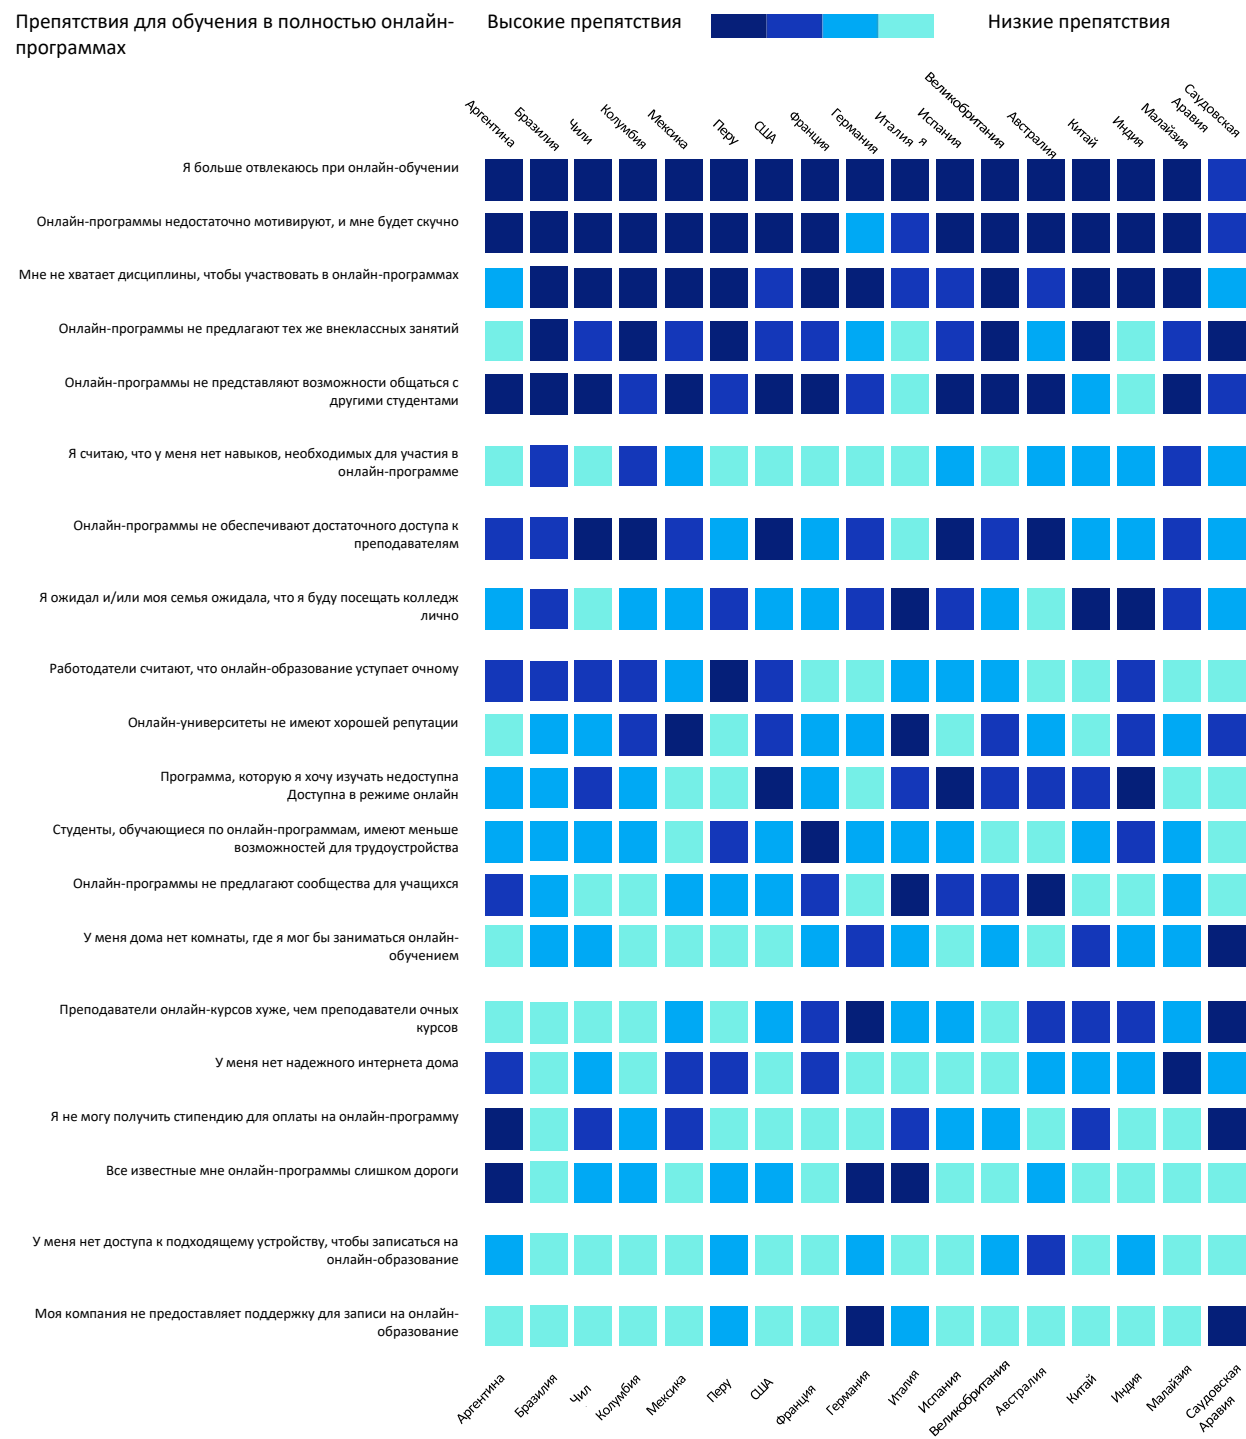 Препятствия для обучения в полностью онлайн-
программах
Высокие препятствия
Низкие препятствия
Аргентина
Бразилия
Чили
Колумбия
Мексика
Перу
США
Франция
Германия
Италия
я
Испания
Великобритания
Австралия
Китай
Индия
Малайзия
Саудовская
Аравия
Я больше отвлекаюсь при онлайн-обучении
Онлайн-программы недостаточно мотивируют, и мне будет скучно
Мне не хватает дисциплины, чтобы участвовать в онлайн-программах
Онлайн-программы не предлагают тех же внеклассных занятий
Онлайн-программы не представляют возможности общаться с
другими студентами
Я считаю, что у меня нет навыков, необходимых для участия в
онлайн-программе
Онлайн-программы не обеспечивают достаточного доступа к
преподавателям
Я ожидал и/или моя семья ожидала, что я буду посещать колледж
лично
Работодатели считают, что онлайн-образование уступает очному
Онлайн-университеты не имеют хорошей репутации
Программа, которую я хочу изучать недоступна
Доступна в режиме онлайн
Студенты, обучающиеся по онлайн-программам, имеют меньше
возможностей для трудоустройства
Онлайн-программы не предлагают сообщества для учащихся
У меня дома нет комнаты, где я мог бы заниматься онлайн-
обучением
Преподаватели онлайн-курсов хуже, чем преподаватели очных
курсов
У меня нет надежного интернета дома
Я не могу получить стипендию для оплаты на онлайн-программу
Все известные мне онлайн-программы слишком дороги
У меня нет доступа к подходящему устройству, чтобы записаться на
онлайн-образование
Моя компания не предоставляет поддержку для записи на онлайн-
образование
Аргентина
Бразилия
Чил
Колумбия
Мексика
Перу
США
Франция
Германия
Италия
Испания
Великобритания
Австралия
Китай
Индия
Малайзия
Саудовская
Аравия